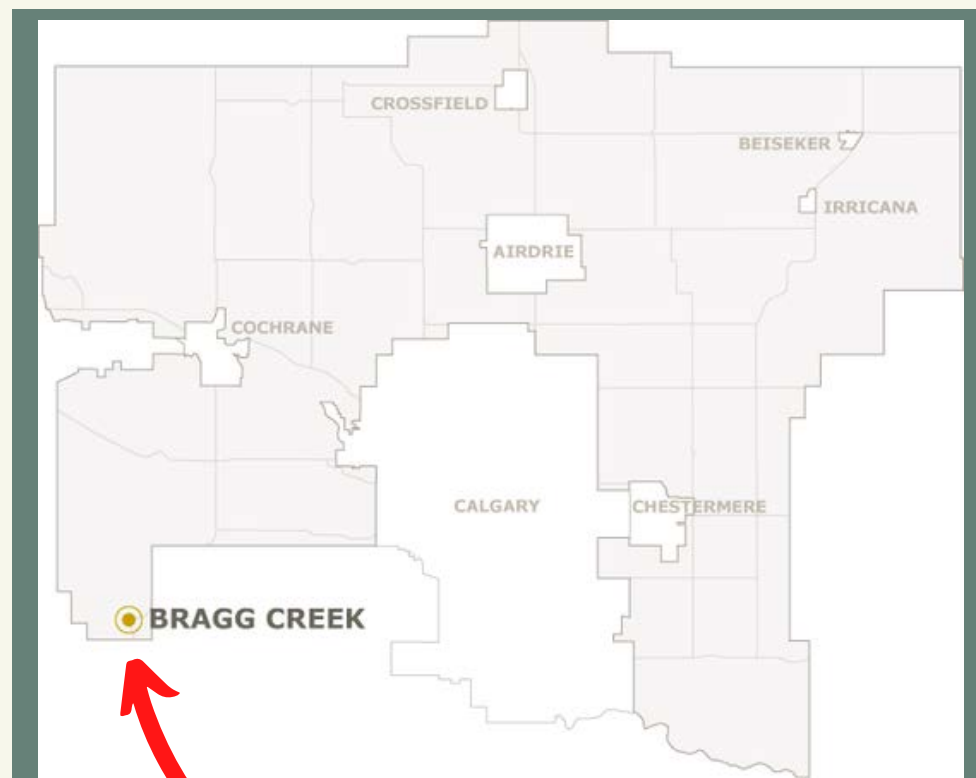 CROSSFIELD
BEISEKER
IRRICANA
AIRDRIE
COCHRANE
CALGARY
CHESTERMERE
BRAGG CREEK